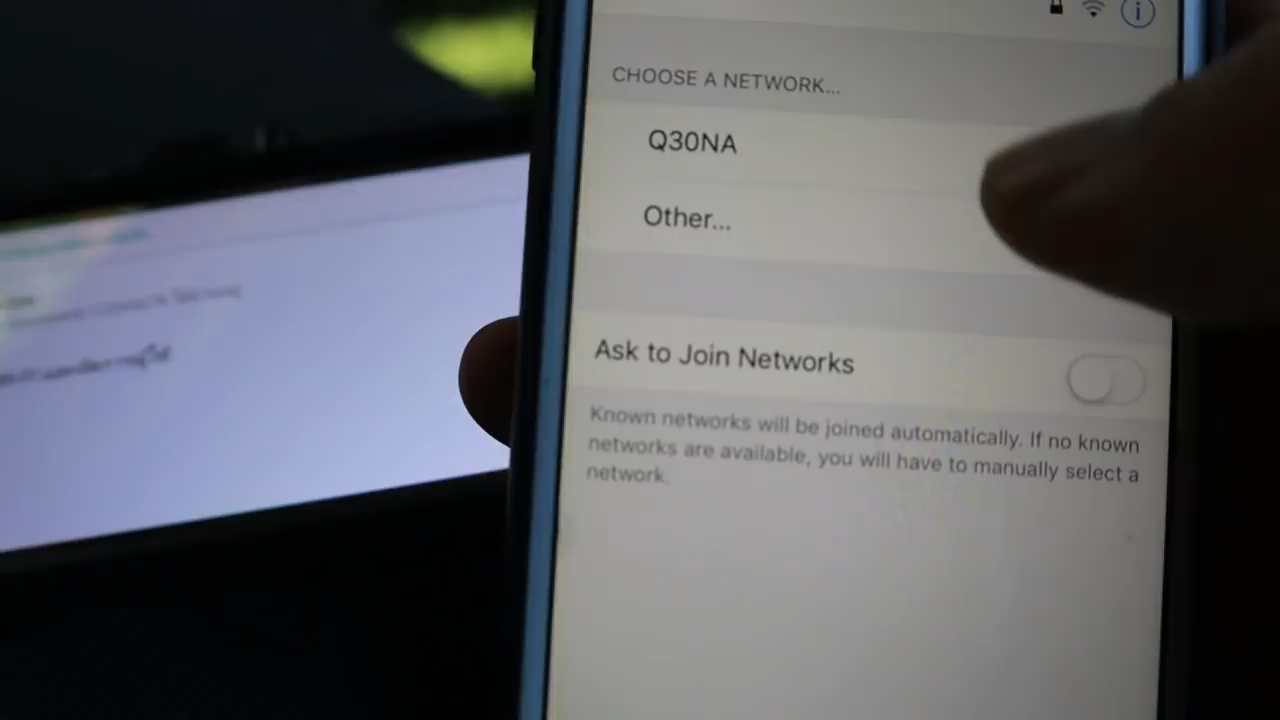 CHOOSE A NETWORK...
Q30NA
Other...
Ask to Join Networks
Known networks will be joined automatically. If no known
networks are available, you will have to manually select a
network.